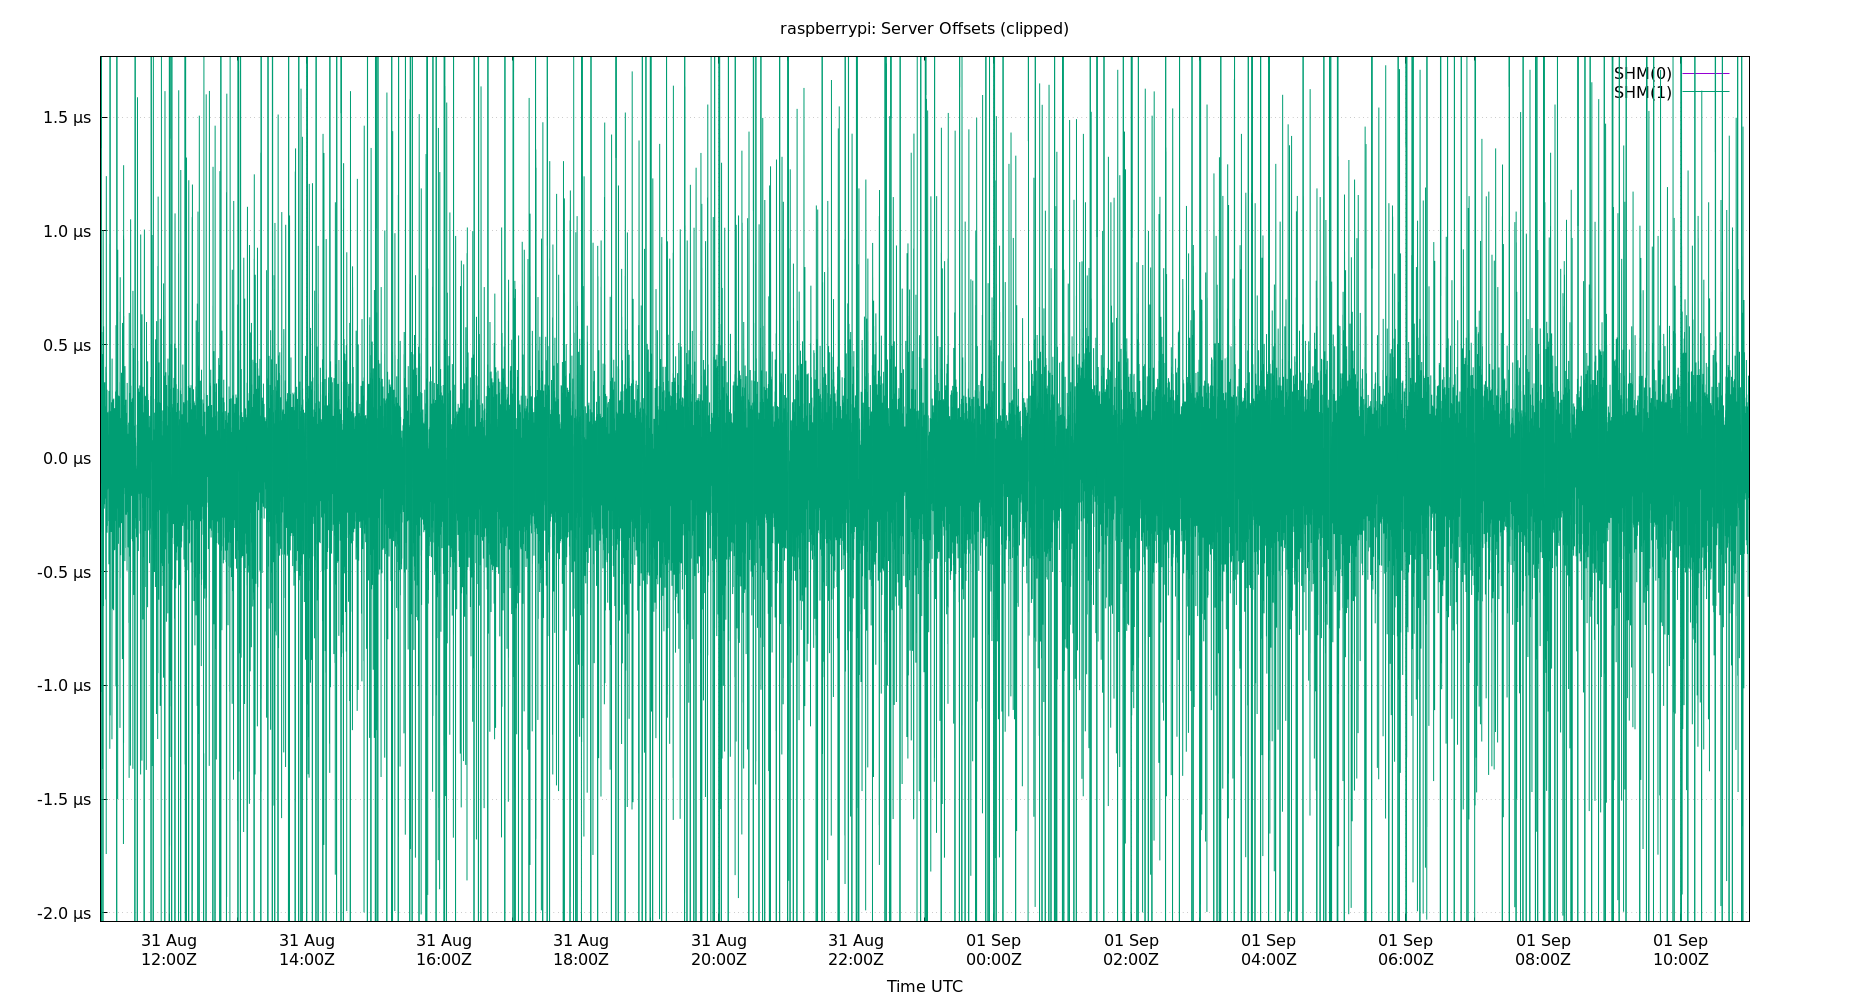 raspberrypi: Server Offsets (clipped)
SHM(0)
SHM(1)
1.5 µs
1.0 µs
0.5 µs
0.0 µs
-0.5 µs
-1.0 µs
-1.5 µs
-2.0 µs
31 Aug 31 Aug 31 Aug 31 Aug 31 Aug 31 Aug 01 Sep 01 Sep 01 Sep 01 Sep 01 Sep 01 Sep
12:00Z 14:00Z 16:00Z 18:00Z 20:00Z 22:00Z 00:00Z 02:00Z 04:00Z 06:00Z 08:00Z 10:00Z
Time UTC